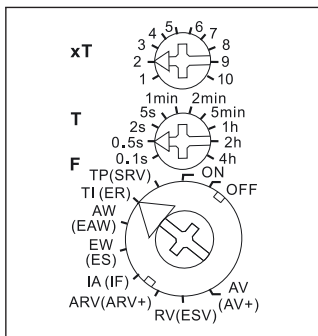 xT
1
2
3
4
5
6
7
8
9
10
T
0.1s
0.5s
2s
5s
1min
2min
5min
1h
2h
4h
F
ON
OFF
TP(SRV)
TI (ER)
AW
(EAW)
EW
(ES)
IA (IF)
ARV(ARV+)
RV(ESV)
AV
(AV+)